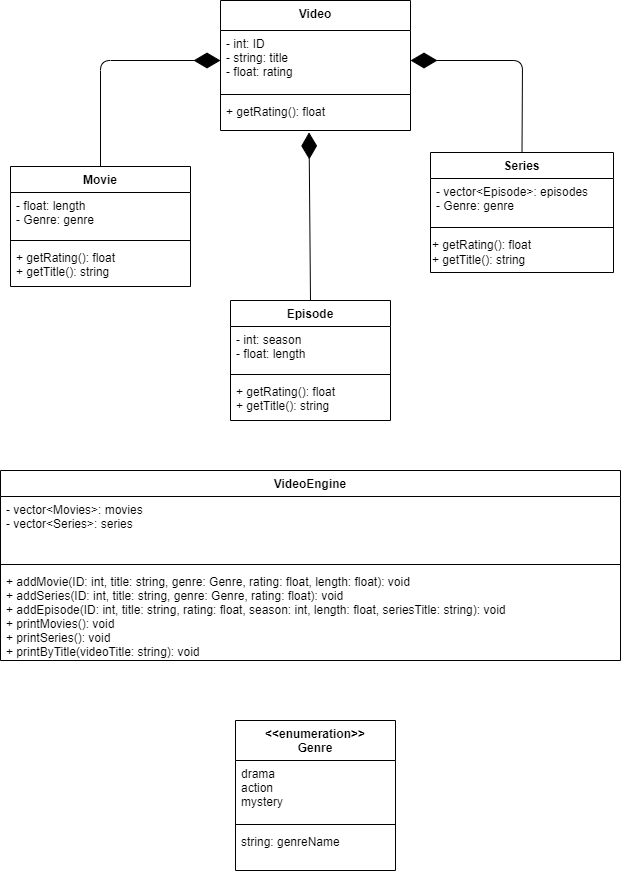 Video
- int: ID
- string: title
- float: rating
+ getRating(): float
Movie
- float: length
- Genre: genre
+ getRating(): float
+ getTitle(): string
Series
- vector<Episode>: episodes
- Genre: genre
+ getRating(): float
+ getTitle(): string
Episode
- int: season
- float: length
+ getRating(): float
+ getTitle(): string
VideoEngine
- vector<Movies>: movies
- vector<Series>: series
+ addMovie(ID: int, title: string, genre: Genre, rating: float, length: float): void
+ addSeries(ID: int, title: string, genre: Genre, rating: float): void
+ addEpisode(ID: int, title: string, rating: float, season: int, length: float, seriesTitle: string): void
+ printMovies(): void
+ printSeries(): void
+ printByTitle(videoTitle: string): void
<<enumeration>>
Genre
drama
action
mystery
string: genreName